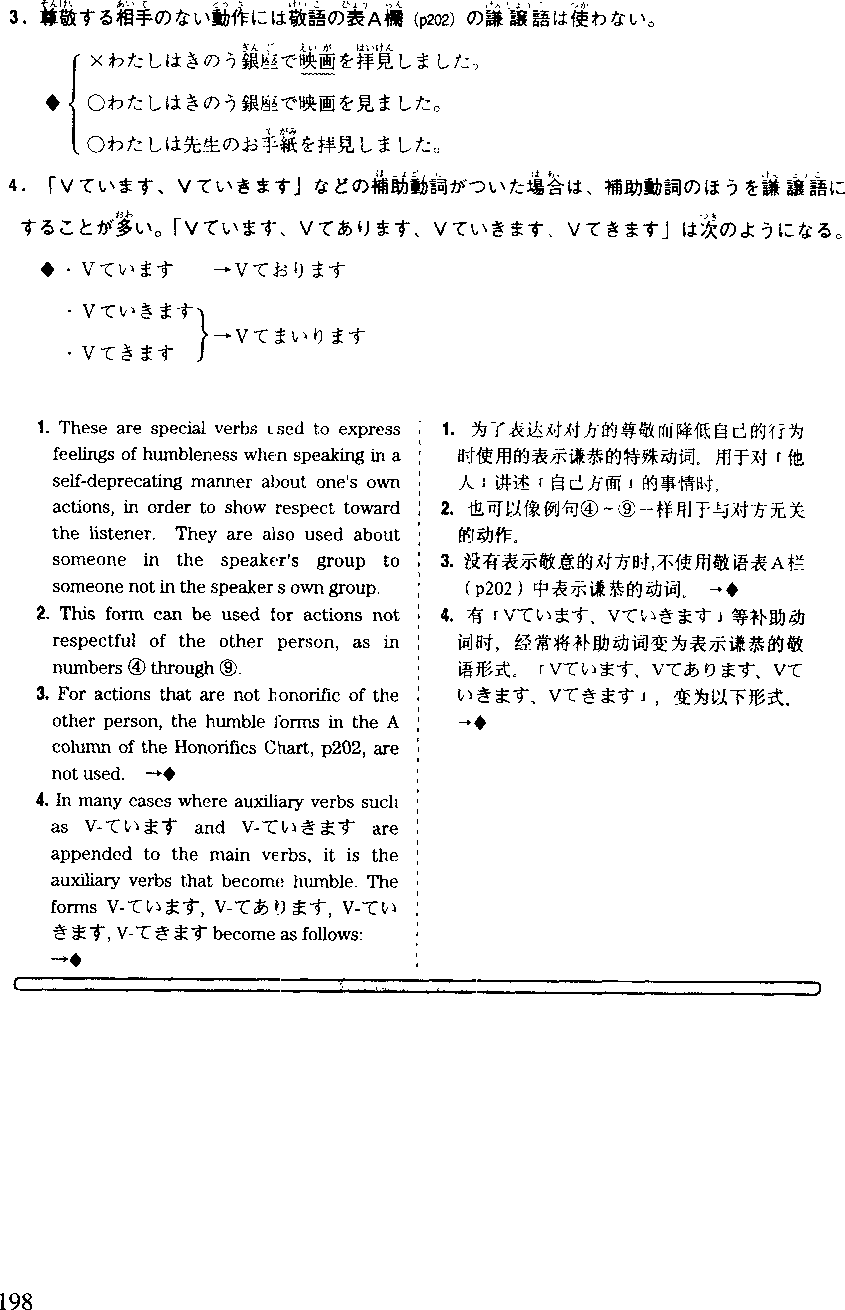 3．尊敬する相手のない動作には敬語の表A欄(p202)の謙譲語は使わない。
×わたしはきのう銀座で映画を拝見しました。
◆ ○わたしはきのう銀座で映画を見ました。
○わたしは先生のお手紙を拝見しました。
4．「Vています、Vていきます」などの補助動詞がついた場合は、補助動詞のほうを謙譲語に
することが多い。「Vています、Vてあります、Vていきます、Vてきます」は次のようになる。
◆・Vています →Vております
・Vていきます
→Vてまいります
・Vてきます
1. These are special verbs used to express
feelings of humbleness when speaking in a
self-deprecating manner about one's own
actions, in order to show respect toward
the listener. They are also used about
someone in the speaker's group to
someone not in the speaker s own group.
2. This form can be used for actions not
respectful of the other person, as in
numbers ④ through ⑨.
3. For actions that are not honorific of the
other person, the humble forms in the A
column of the Honorifics Chart, p202, are
not used. →◆
4. In many cases where auxiliary verbs such
as V-ています and V-ていきます are
appended to the main verbs, it is the
auxiliary verbs that become humble. The
forms V-ています, V-てあります, V-てい
きます, V-てきます become as follows:
→◆
1. 为了表达对对方的尊敬而降低自己的行为
时使用的表示谦恭的特殊动词。用于对「他
人」讲述「自己方面」的事情时。
2. 也可以像例句④～⑨一样用于与对方无关
的动作。
3. 没有表示敬意的对方时,不使用敬语表A栏
(p202)中表示谦恭的动词。 →◆
4. 有「Vています、Vていきます」等补助动
词时，经常将补助动词变为表示谦恭的敬
语形式。「Vています、Vてあります、Vて
いきます、Vてきます」，变为以下形式。
→◆
198